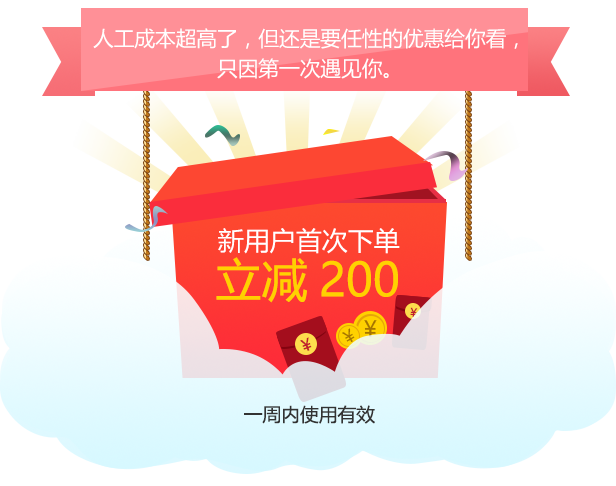 人工成本超高了，但还是要任性的优惠给你看，
只因第一次遇见你。
新用户首次下单
立减 200
¥
¥
¥
¥
一周内使用有效